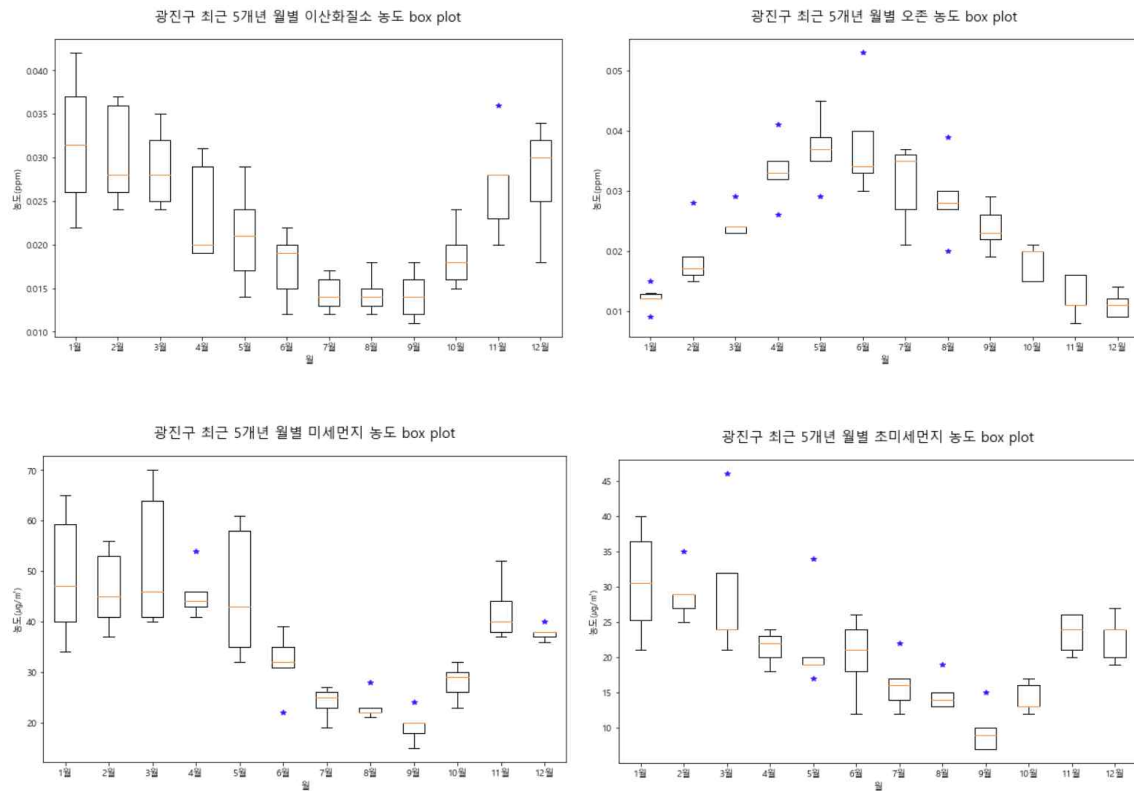 광진구 최근 5개년 월별 이산화질소 농도 box plot
농도(ppm)
0.040
0.035
0.030
0.025
0.020
0.015
0.010
1월 2월 3월 4월 5월 6월 7월 8월 9월 10월 11월 12월
월
광진구 최근 5개년 월별 오존 농도 box plot
농도(ppm)
0.05
0.04
0.03
0.02
0.01
1월 2월 3월 4월 5월 6월 7월 8월 9월 10월 11월 12월
월
광진구 최근 5개년 월별 미세먼지 농도 box plot
농도(μg/㎥)
70
60
50
40
30
20
1월 2월 3월 4월 5월 6월 7월 8월 9월 10월 11월 12월
월
광진구 최근 5개년 월별 초미세먼지 농도 box plot
농도(μg/㎥)
45
40
35
30
25
20
15
10
1월 2월 3월 4월 5월 6월 7월 8월 9월 10월 11월 12월
월